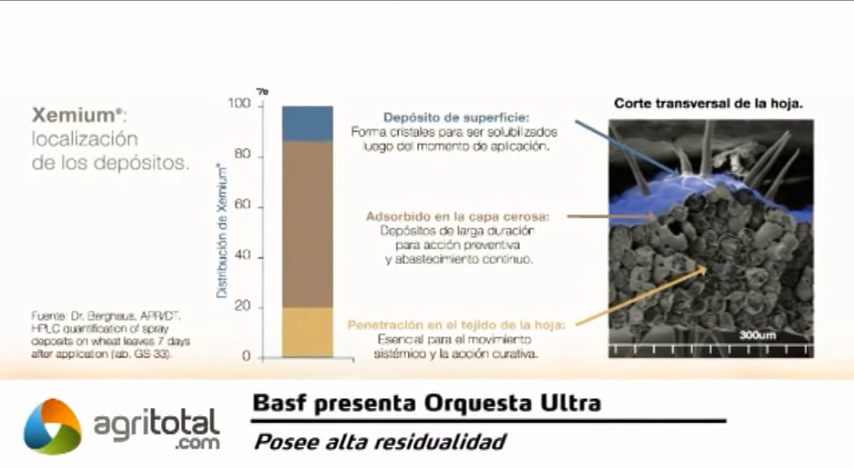 Xemium®:
localización
de los depósitos.
Fuente: Dr. Berghaus, APR/DT,
HPLC quantification of spray
deposits on wheat leaves 7 days
after application (lab, GS 33).
%
100
80
60
40
20
0
Distribución de Xemium®
Depósito de superficie:
Forma cristales para ser solubilizados
luego del momento de aplicación.
Adsorbido en la capa cerosa:
Depósitos de larga duración
para acción preventiva
y abastecimiento continuo.
Penetración en el tejido de la hoja:
Esencial para el movimiento
sistémico y la acción curativa.
Corte transversal de la hoja.
300um
agritotal
.com
Basf presenta Orquesta Ultra
Posee alta residualidad